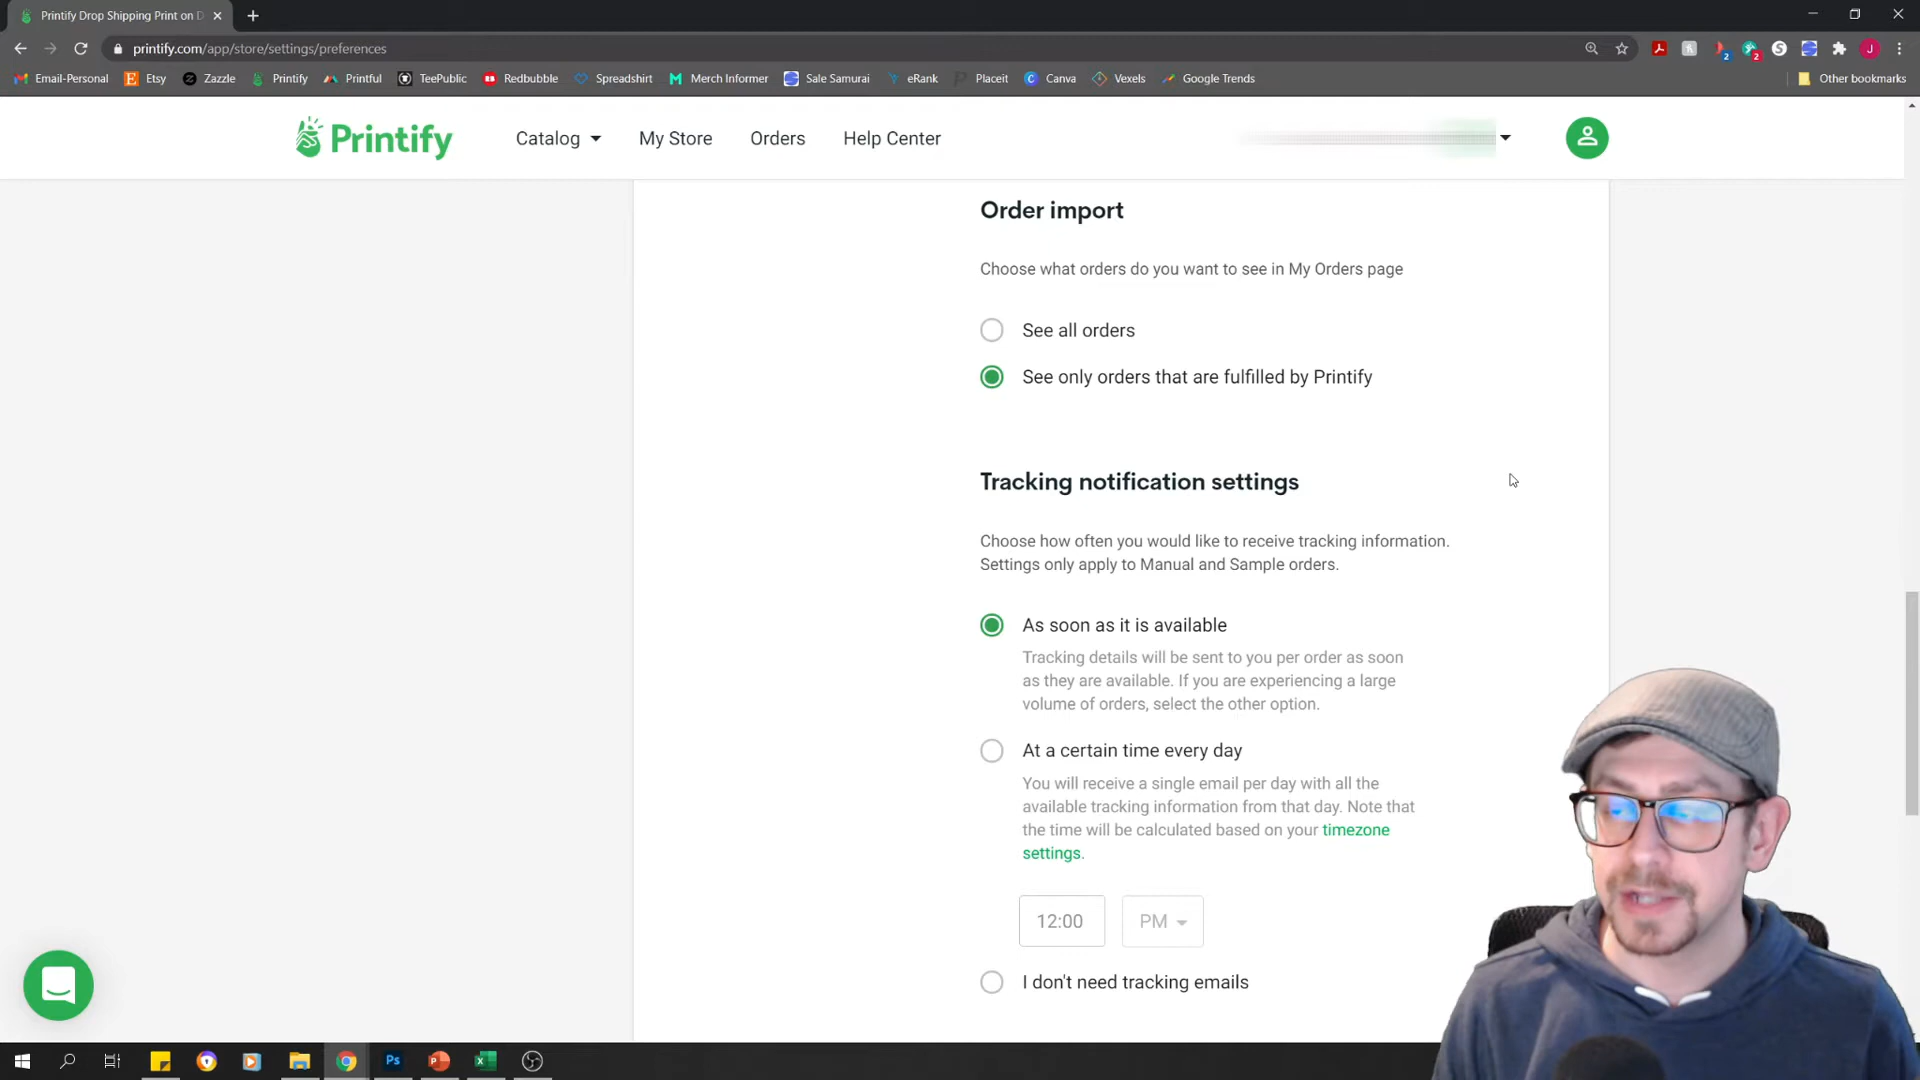 Printify Drop Shipping Print on D
printify.com/app/store/settings/preferences
2
2
J
Email-Personal
Etsy
Zazzle
Printify
Printful
TeePublic
Redbubble
Spreadshirt
Merch Informer
Sale Samurai
eRank
Placeit
Canva
Vexels
Google Trends
Other bookmarks
Printify
Catalog
My Store
Orders
Help Center
Order import
Choose what orders do you want to see in My Orders page
See all orders
See only orders that are fulfilled by Printify
Tracking notification settings
Choose how often you would like to receive tracking information.
Settings only apply to Manual and Sample orders.
As soon as it is available
Tracking details will be sent to you per order as soon
as they are available. If you are experiencing a large
volume of orders, select the other option.
At a certain time every day
You will receive a single email per day with all the
available tracking information from that day. Note that
the time will be calculated based on your timezone
settings.
12:00
PM
I don't need tracking emails